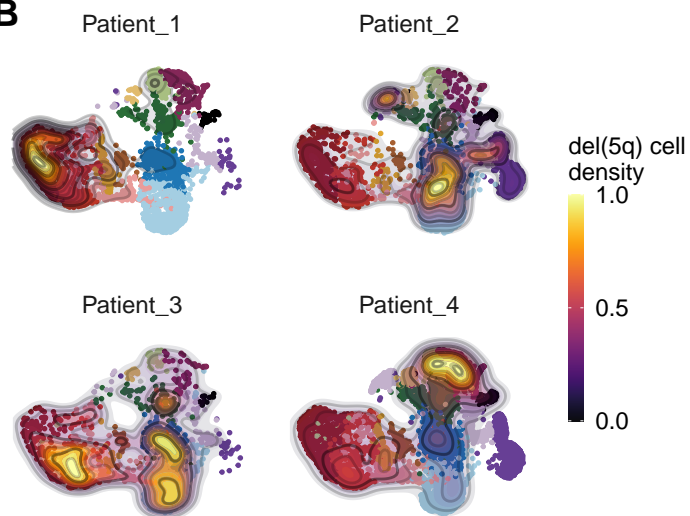 B
Patient_1
Patient_2
del(5q) cell
density
1.0
0.5
0.0
Patient_3
Patient_4